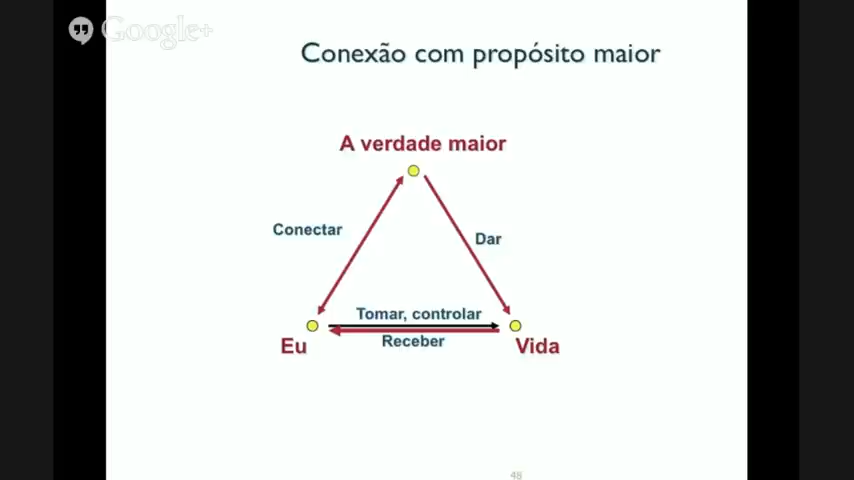 Google+
Conexão com propósito maior
A verdade maior
Conectar
Dar
Tomar, controlar
Receber
Eu
Vida
48